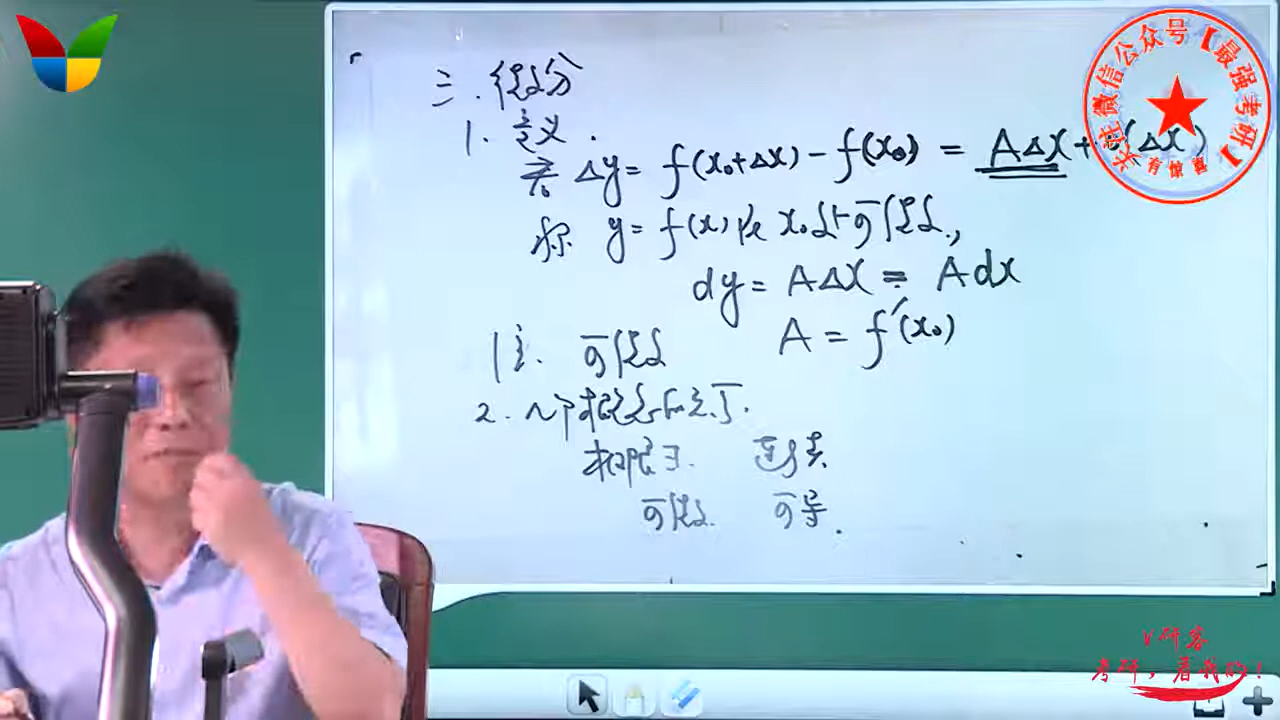 三. 微分
1. 定义.
若 Δy = f(x₀+Δx) - f(x₀) = AΔx + o(Δx)
称 y = f(x) 在 x₀ 处可微.,
dy = AΔx = Adx
A = f'(x₀)
注. 可微
2. 几个概念的关系.
极限存在. 连续.
可微. 可导.
关注微信公众号【最强考研】
有惊喜
V研客
考研,看我的!